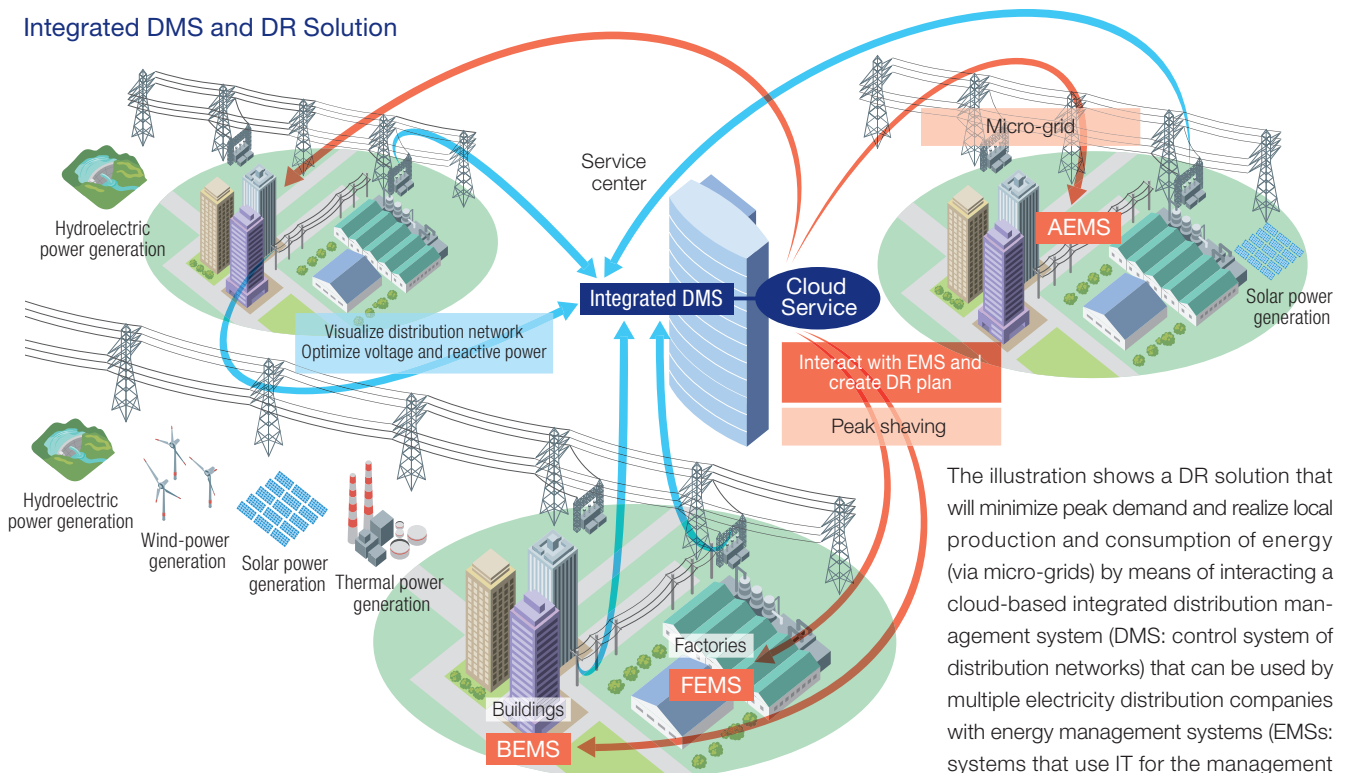 Integrated DMS and DR Solution
Hydroelectric
power generation
Service
center
Micro-grid
AEMS
Solar power
generation
Integrated DMS
Cloud
Service
Visualize distribution network
Optimize voltage and reactive power
Interact with EMS and
create DR plan
Peak shaving
Hydroelectric
power generation
Wind-power
generation
Solar power
generation
Thermal power
generation
Factories
FEMS
Buildings
BEMS
The illustration shows a DR solution that
will minimize peak demand and realize local
production and consumption of energy
(via micro-grids) by means of interacting a
cloud-based integrated distribution man-
agement system (DMS: control system of
distribution networks) that can be used by
multiple electricity distribution companies
with energy management systems (EMSs:
systems that use IT for the management